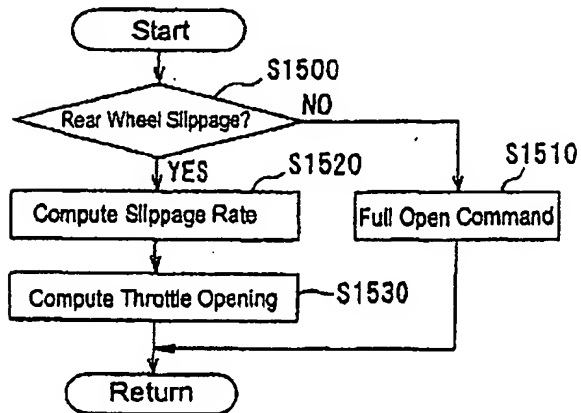 Start
S1500
Rear Wheel Slippage?
NO
YES
S1520
S1510
Compute Slippage Rate
Full Open Command
Compute Throttle Opening
S1530
Return